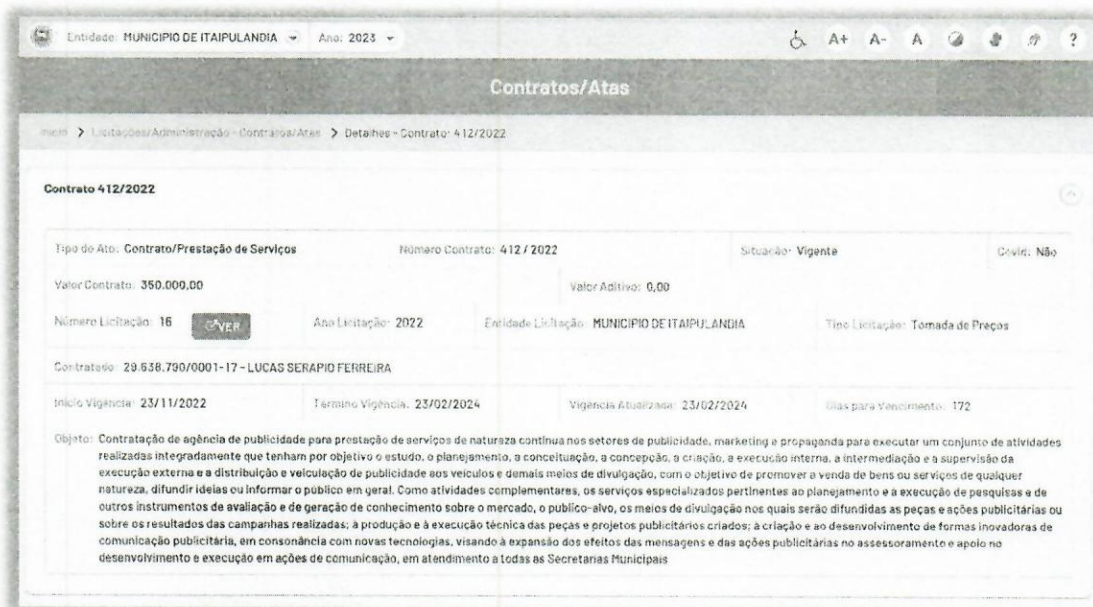 Entidade: MUNICIPIO DE ITAIPULANDIA Ano: 2023 A+ A- A ?
Contratos/Atas
Início > Licitações/Administração - Contratos/Atas > Detalhes - Contrato: 412/2022
Contrato 412/2022
Tipo do Ato: Contrato/Prestação de Serviços Número Contrato: 412 / 2022 Situação: Vigente Covid: Não
Valor Contrato: 350.000,00 Valor Aditivo: 0,00
Número Licitação: 16 VER Ano Licitação: 2022 Entidade Licitação: MUNICIPIO DE ITAIPULANDIA Tipo Licitação: Tomada de Preços
Contratado: 29.638.790/0001-17 - LUCAS SERAPIO FERREIRA
Início Vigência: 23/11/2022 Término Vigência: 23/02/2024 Vigência Atualizada: 23/02/2024 Dias para Vencimento: 172
Objeto: Contratação de agência de publicidade para prestação de serviços de natureza contínua nos setores de publicidade, marketing e propaganda para executar um conjunto de atividades
realizadas integradamente que tenham por objetivo o estudo, o planejamento, a conceituação, a concepção, a criação, a execução interna, a intermediação e a supervisão da
execução externa e a distribuição e veiculação de publicidade aos veículos e demais meios de divulgação, com o objetivo de promover a venda de bens ou serviços de qualquer
natureza, difundir ideias ou informar o público em geral. Como atividades complementares, os serviços especializados pertinentes ao planejamento e a execução de pesquisas e de
outros instrumentos de avaliação e de geração de conhecimento sobre o mercado, o publico-alvo, os meios de divulgação nos quais serão difundidas as peças e ações publicitárias ou
sobre os resultados das campanhas realizadas; à produção e à execução técnica das peças e projetos publicitários criados; à criação e ao desenvolvimento de formas inovadoras de
comunicação publicitária, em consonância com novas tecnologias, visando à expansão dos efeitos das mensagens e das ações publicitárias no assessoramento e apoio no
desenvolvimento e execução em ações de comunicação, em atendimento a todas as Secretarias Municipais